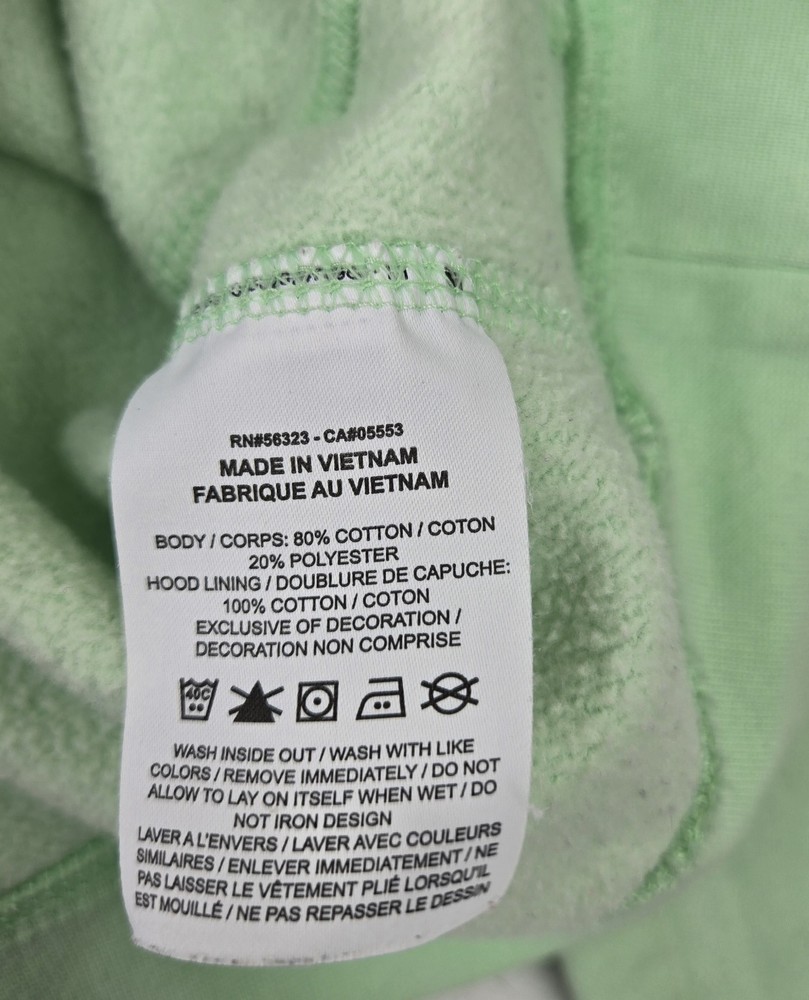 RN#56323 - CA#05553
MADE IN VIETNAM
FABRIQUE AU VIETNAM
BODY / CORPS: 80% COTTON / COTON
20% POLYESTER
HOOD LINING / DOUBLURE DE CAPUCHE:
100% COTTON / COTON
EXCLUSIVE OF DECORATION /
DECORATION NON COMPRISE
40C
WASH INSIDE OUT / WASH WITH LIKE
COLORS / REMOVE IMMEDIATELY / DO NOT
ALLOW TO LAY ON ITSELF WHEN WET / DO
NOT IRON DESIGN
LAVER A L'ENVERS / LAVER AVEC COULEURS
SIMILAIRES / ENLEVER IMMEDIATEMENT / NE
PAS LAISSER LE VÊTEMENT PLIÉ LORSQU'IL
EST MOUILLÉ / NE PAS REPASSER LE DESSIN